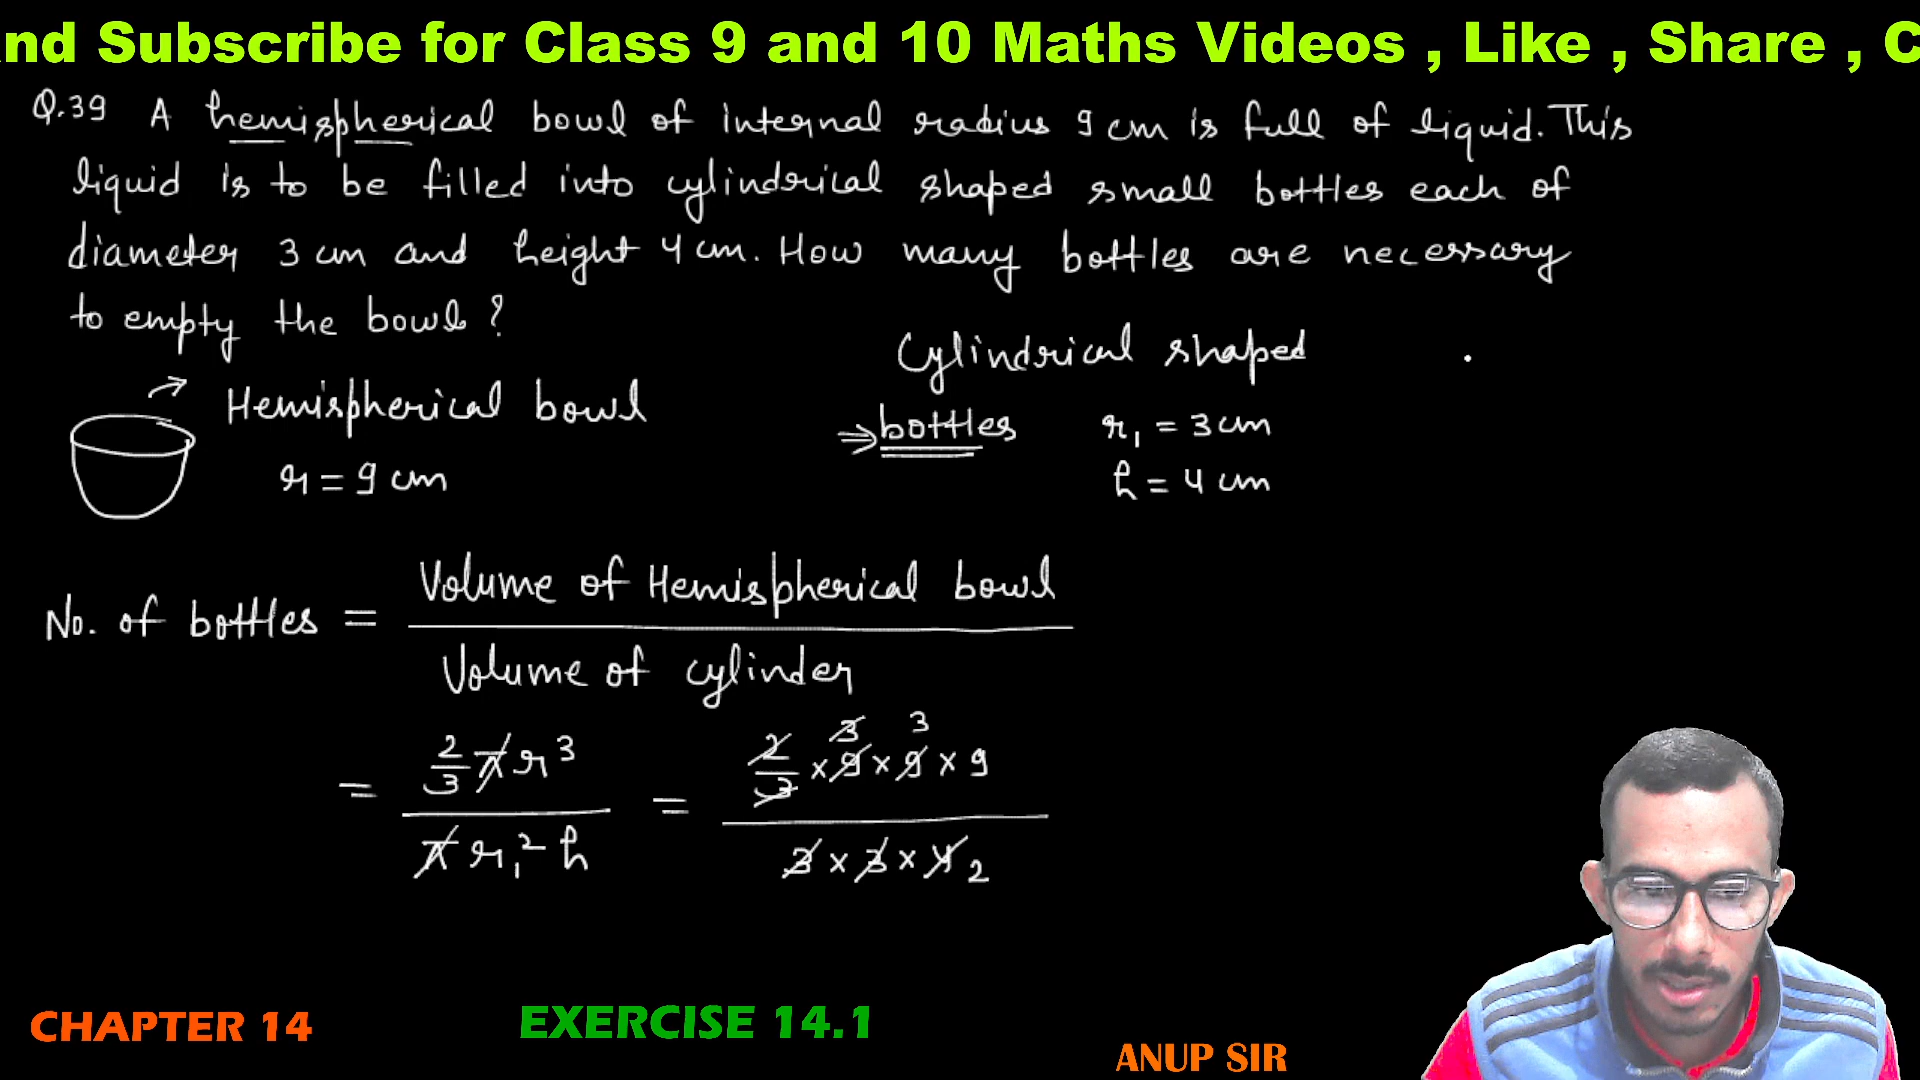 nd Subscribe for Class 9 and 10 Maths Videos , Like , Share , C
Q.39 A hemispherical bowl of internal radius 9 cm is full of liquid. This
liquid is to be filled into cylindrical shaped small bottles each of
diameter 3 cm and height 4 cm. How many bottles are necessary
to empty the bowl ?
Hemispherical bowl
r = 9 cm
Cylindrical shaped
⇒ bottles r₁ = 3 cm
h = 4 cm
No. of bottles = Volume of Hemispherical bowl / Volume of cylinder
= 2/3 π r³ / π r₁² h = 2/3 × 9 × 9 × 9 / 3 × 3 × 4
3 3
2
CHAPTER 14
EXERCISE 14.1
ANUP SIR